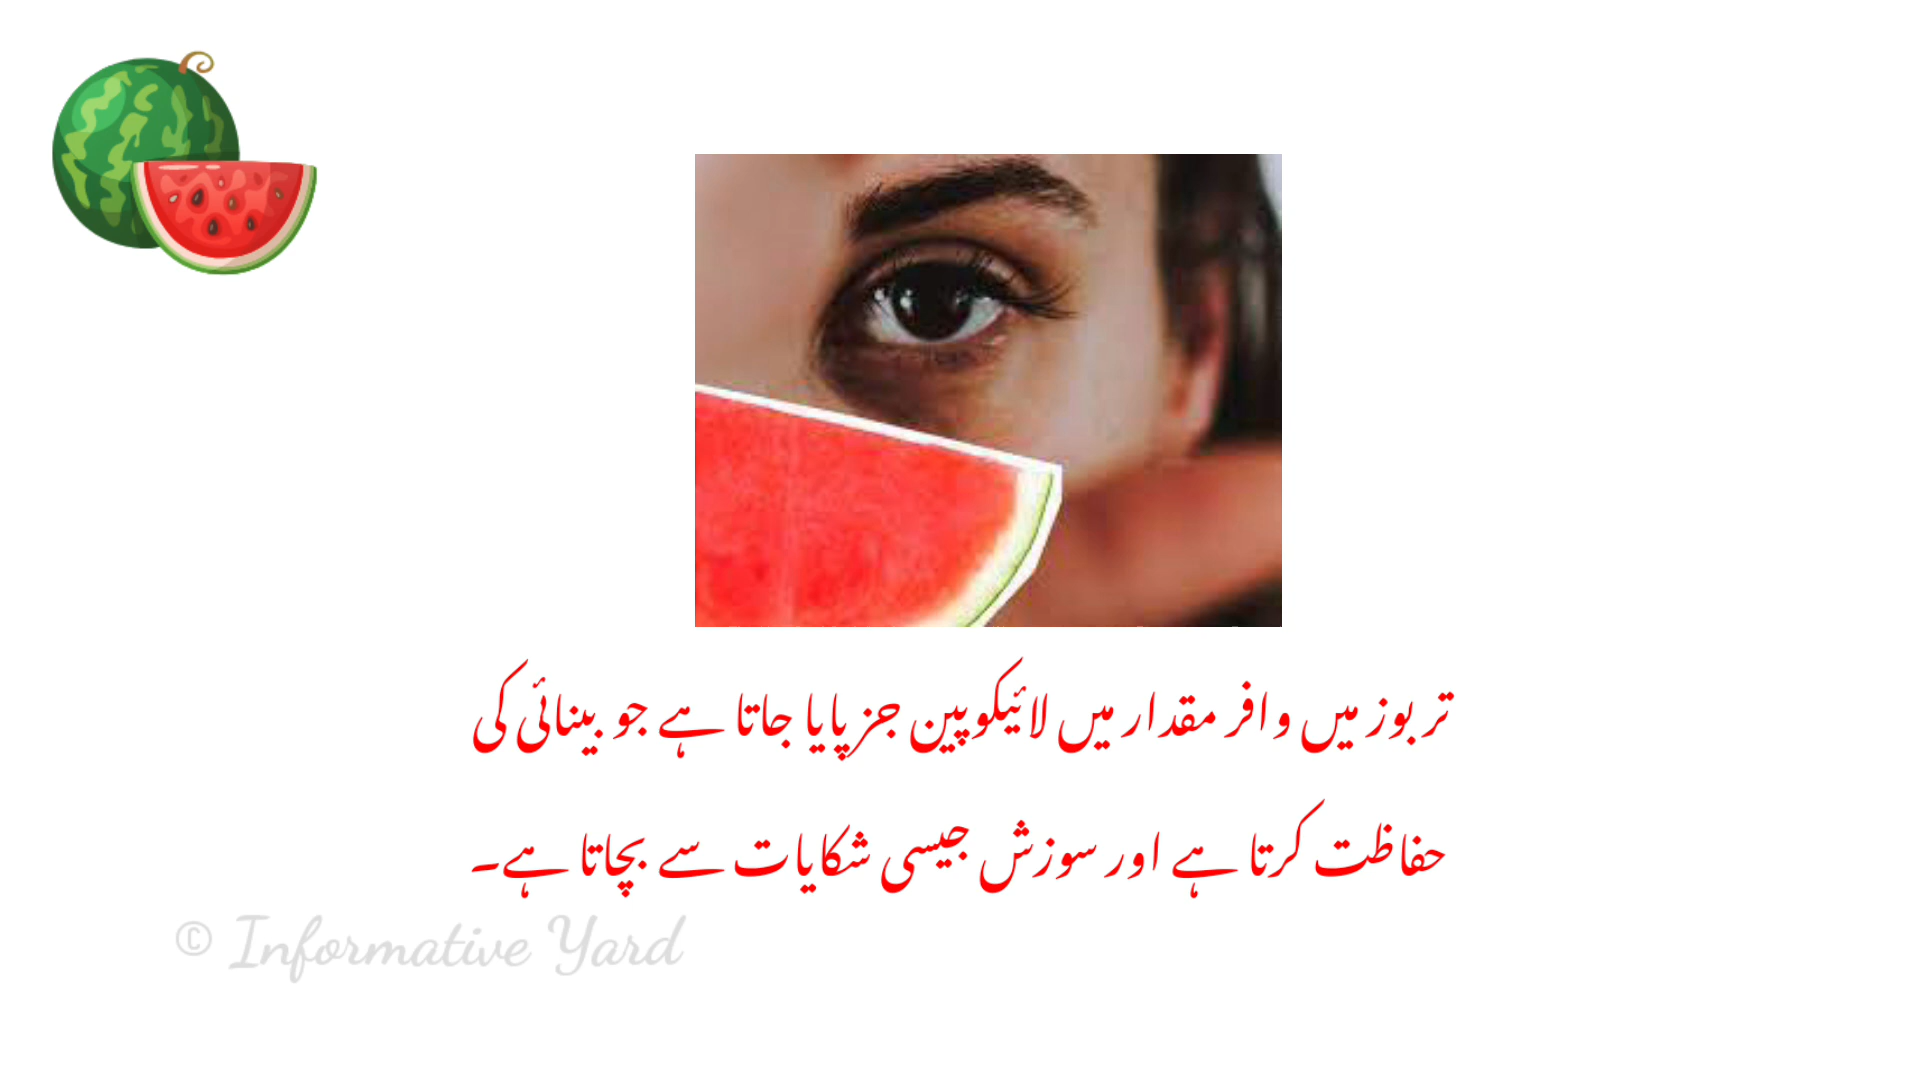 تربوز میں وافر مقدار میں لائیکوپین جز پایا جاتا ہے جو بینائی کی
حفاظت کرتا ہے اور سوزش جیسی شکایات سے بچاتا ہے۔
© Informative Yard